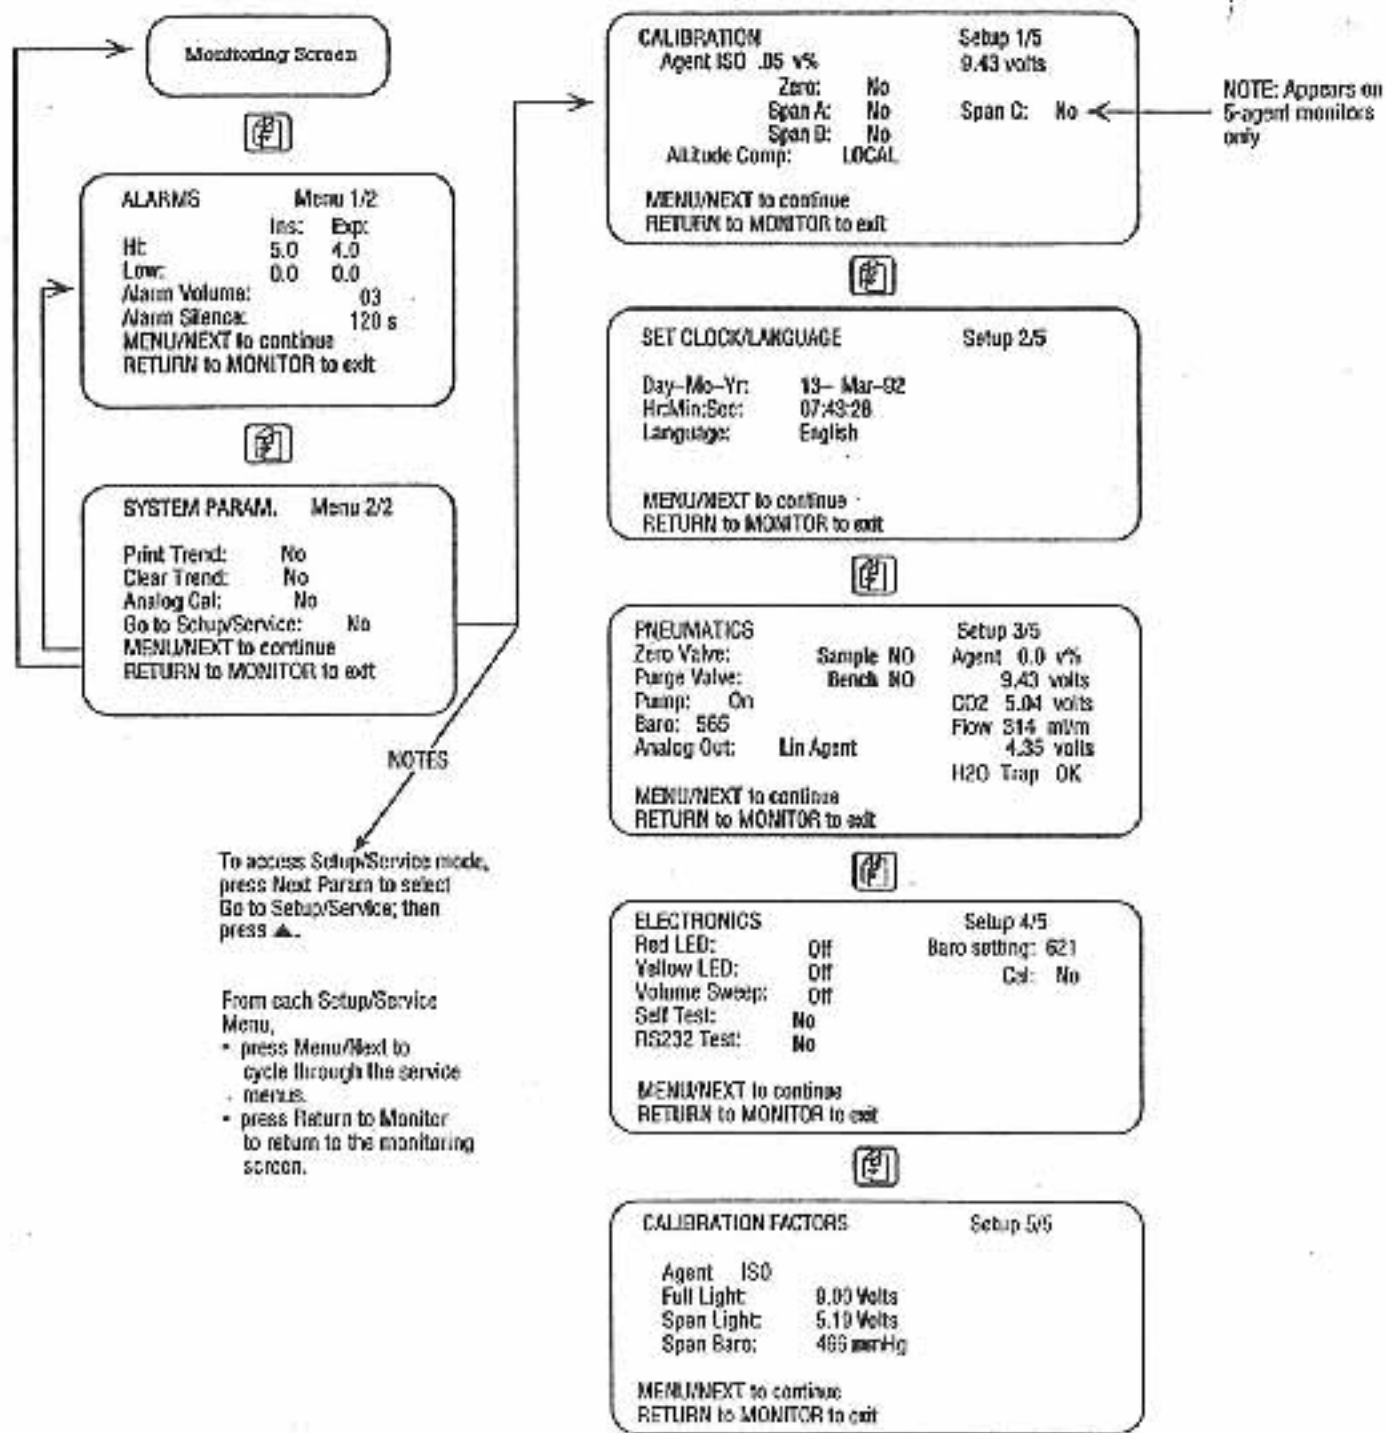 Monitoring Screen
ALARMS Menu 1/2
Ins: Exp:
Hi: 5.0 4.0
Low: 0.0 0.0
Alarm Volume: 03
Alarm Silence: 120 s
MENU/NEXT to continue
RETURN to MONITOR to exit
SYSTEM PARAM. Menu 2/2
Print Trend: No
Clear Trend: No
Analog Cal: No
Go to Setup/Service: No
MENU/NEXT to continue
RETURN to MONITOR to exit
NOTES
To access Setup/Service mode,
press Next Param to select
Go to Setup/Service; then
press ▲.
From each Setup/Service
Menu,
• press Menu/Next to
cycle through the service
menus.
• press Return to Monitor
to return to the monitoring
screen.
CALIBRATION Setup 1/5
Agent ISO .05 v% 9.43 volts
Zero: No
Span A: No Span C: No
Span B: No
Altitude Comp: LOCAL
MENU/NEXT to continue
RETURN to MONITOR to exit
NOTE: Appears on
5-agent monitors
only
SET CLOCK/LANGUAGE Setup 2/5
Day-Mo-Yr: 13- Mar-92
Hr:Min:Sec: 07:43:28
Language: English
MENU/NEXT to continue
RETURN to MONITOR to exit
PNEUMATICS Setup 3/5
Zero Valve: Sample NO Agent 0.0 v%
Purge Valve: Bench NO 9.43 volts
Pump: On CO2 5.04 volts
Baro: 565 Flow 314 ml/m
Analog Out: Lin Agent 4.35 volts
H2O Trap OK
MENU/NEXT to continue
RETURN to MONITOR to exit
ELECTRONICS Setup 4/5
Red LED: Off Baro setting: 621
Yellow LED: Off Cal: No
Volume Sweep: Off
Self Test: No
RS232 Test: No
MENU/NEXT to continue
RETURN to MONITOR to exit
CALIBRATION FACTORS Setup 5/5
Agent ISO
Full Light: 9.00 Volts
Span Light: 5.19 Volts
Span Baro: 466 mmHg
MENU/NEXT to continue
RETURN to MONITOR to exit